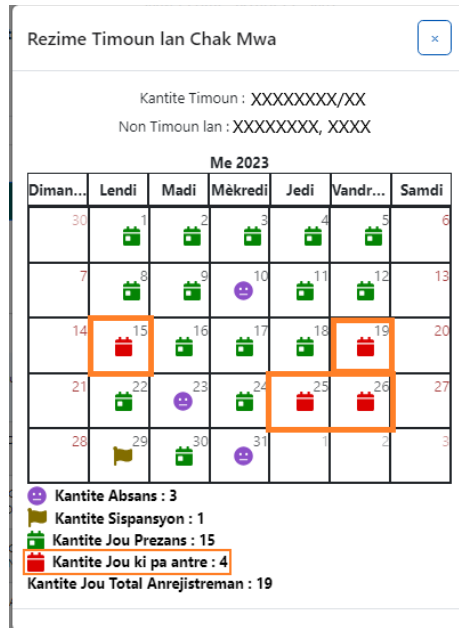 Rezime Timoun lan Chak Mwa
×
Kantite Timoun : XXXXXXXX/XX
Non Timoun lan : XXXXXXXX, XXXX
Me 2023
Diman... Lendi Madi Mèkredi Jedi Vandr... Samdi
30 1 2 3 4 5 6
7 8 9 10 11 12 13
14 15 16 17 18 19 20
21 22 23 24 25 26 27
28 29 30 31 1 2 3
Kantite Absans : 3
Kantite Sispansyon : 1
Kantite Jou Prezans : 15
Kantite Jou ki pa antre : 4
Kantite Jou Total Anrejistreman : 19